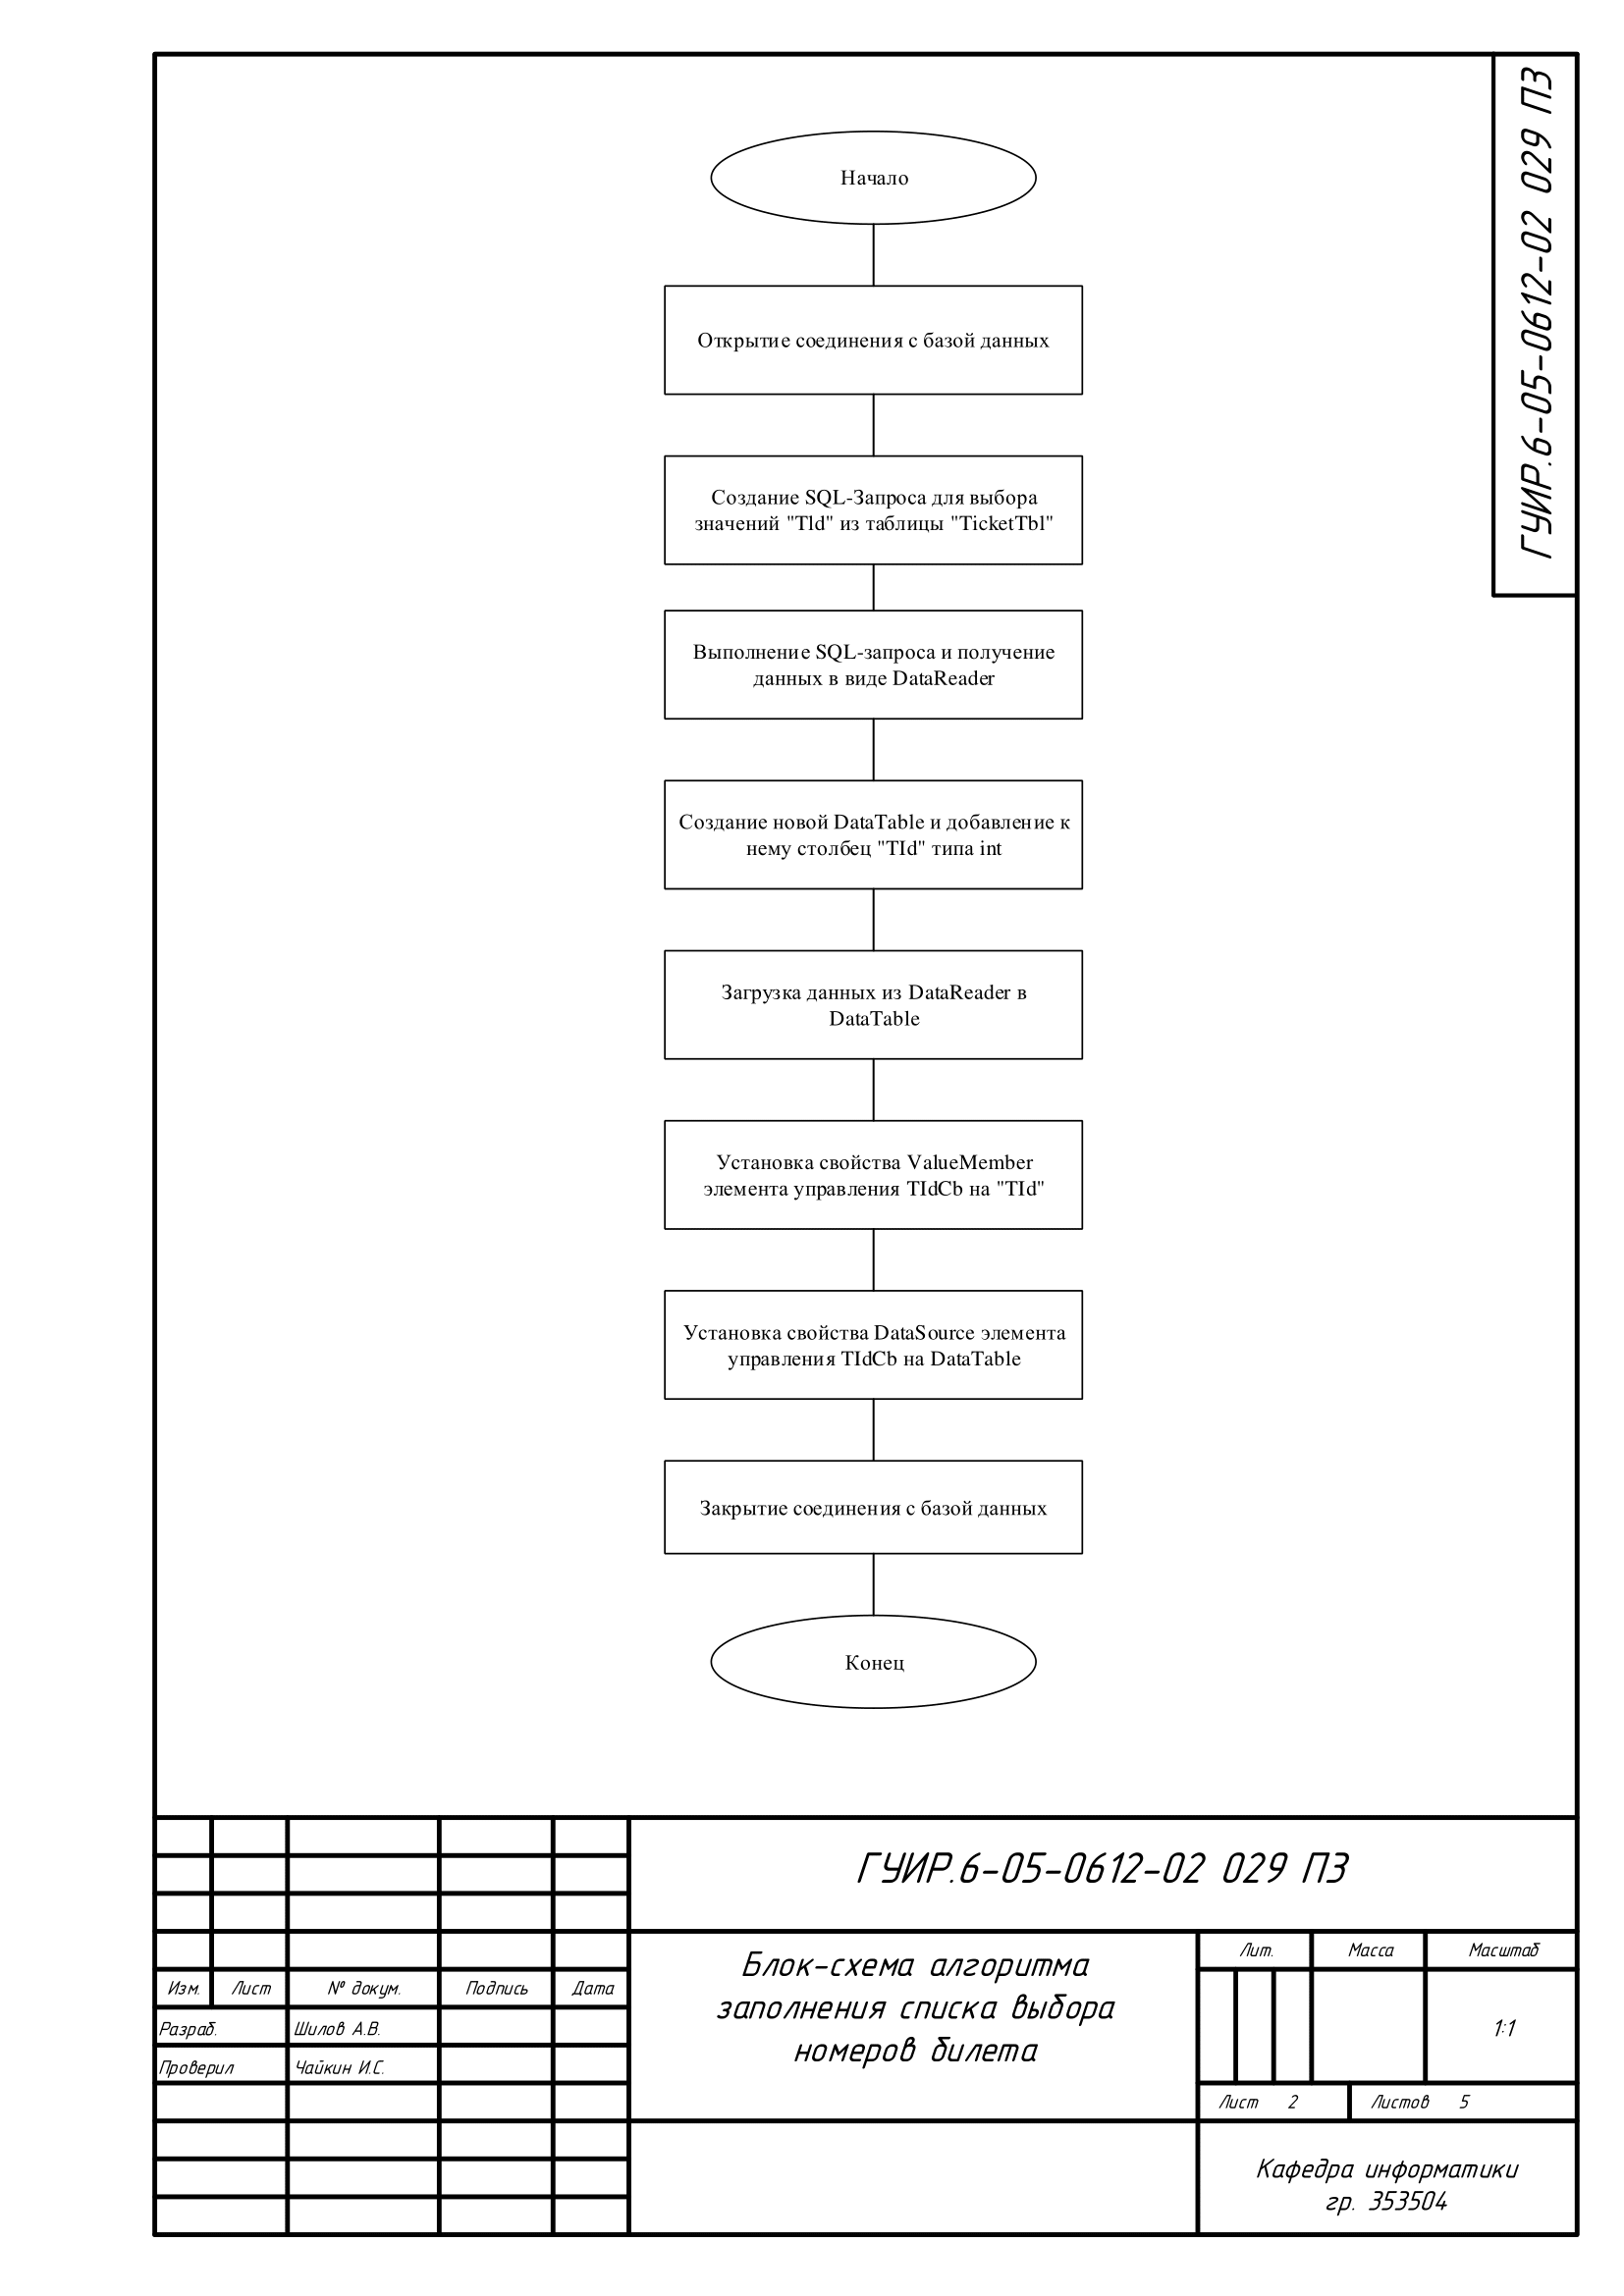 ГУИР.6-05-0612-02 029 ПЗ
Начало
Открытие соединения с базой данных
Создание SQL-Запроса для выбора
значений "Tld" из таблицы "TicketTbl"
Выполнение SQL-запроса и получение
данных в виде DataReader
Создание новой DataTable и добавление к
нему столбец "TId" типа int
Загрузка данных из DataReader в
DataTable
Установка свойства ValueMember
элемента управления TIdCb на "TId"
Установка свойства DataSource элемента
управления TIdCb на DataTable
Закрытие соединения с базой данных
Конец
ГУИР.6-05-0612-02 029 ПЗ
Блок-схема алгоритма
заполнения списка выбора
номеров билета
Лит. Масса Масштаб
Изм. Лист № докум. Подпись Дата
Разраб. Шилов А.В.
1:1
Проверил Чайкин И.С.
Лист 2 Листов 5
Кафедра информатики
гр. 353504